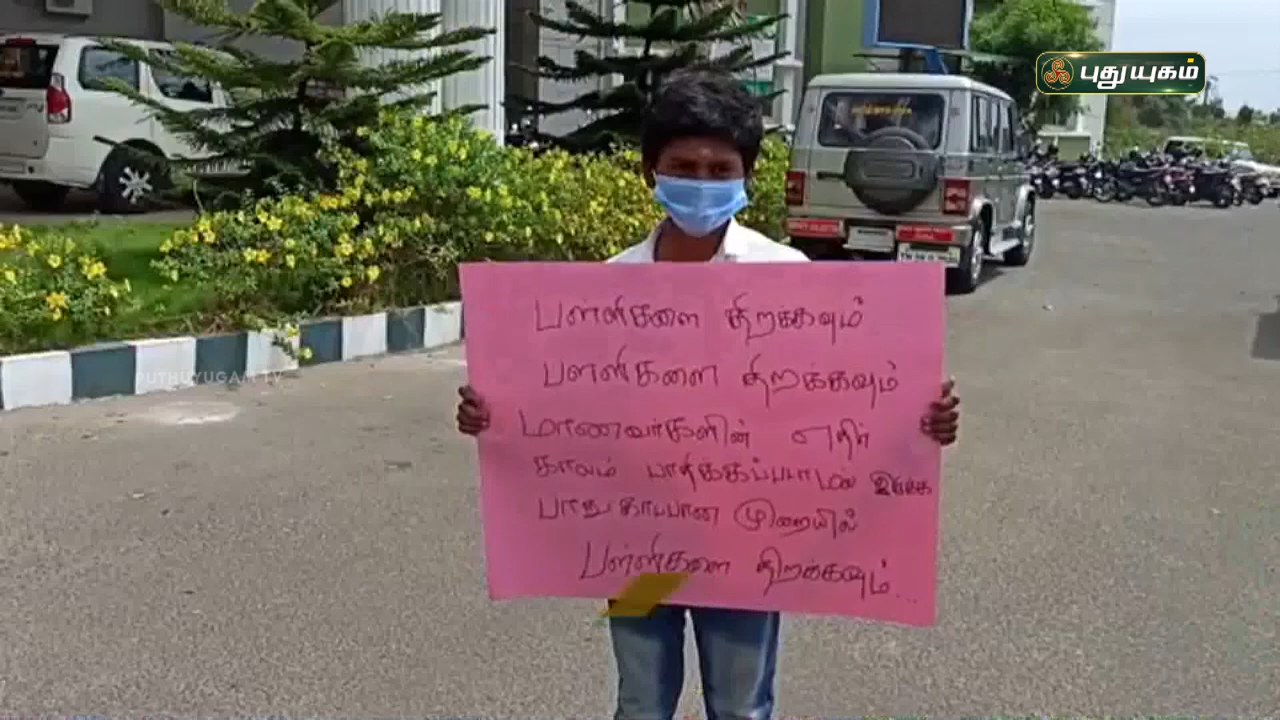 புதுயுகம்
PUTHUYUGAM TV
பள்ளிகளை திறக்கவும்
பள்ளிகளை திறக்கவும்
மாணவர்களின் எதிர்
காலம் பாதிக்கப்படாமல் இருக்க
பாதுகாப்பான முறையில்
பள்ளிகளை திறக்கவும்...